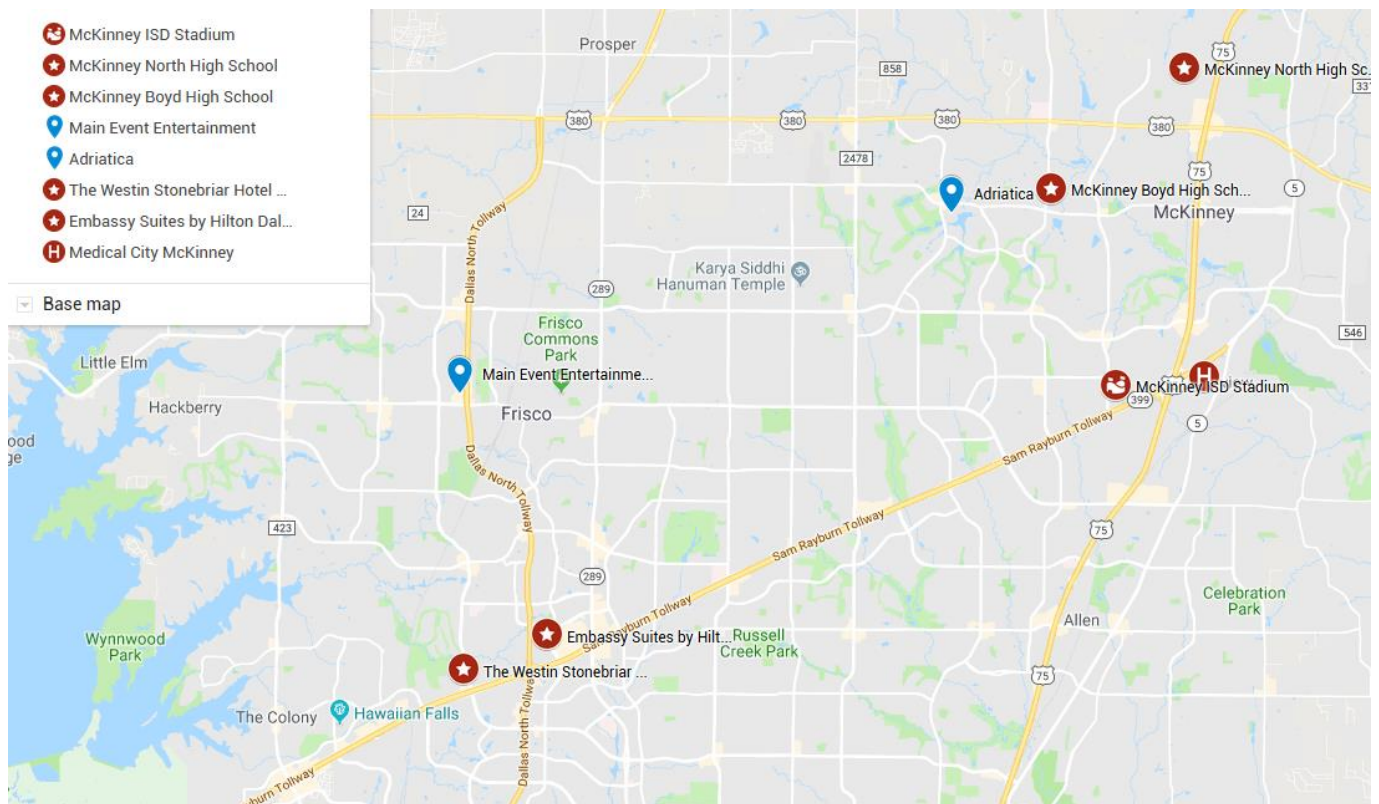 McKinney ISD Stadium
McKinney North High School
McKinney Boyd High School
Main Event Entertainment
Adriatica
The Westin Stonebriar Hotel ...
Embassy Suites by Hilton Dal...
Medical City McKinney
Base map
Prosper
75
McKinney North High Sc...
858
331
380
380
380
380
2478
75
5
Adriatica
McKinney Boyd High Sch...
McKinney
24
Dallas North Tollway
Karya Siddhi
Hanuman Temple
289
Frisco
Commons
Park
546
Little Elm
Main Event Entertainme...
Hackberry
Frisco
McKinney ISD Stadium
75
399
5
Sam Rayburn Tollway
Dallas North Tollway
423
Sam Rayburn Tollway
75
289
Celebration
Park
Wynnwood
Park
Allen
Embassy Suites by Hilt...
Sam Rayburn Tollway
Russell
Creek Park
The Westin Stonebriar ...
75
The Colony
Hawaiian Falls
Dallas North Tollway
burn Tollway